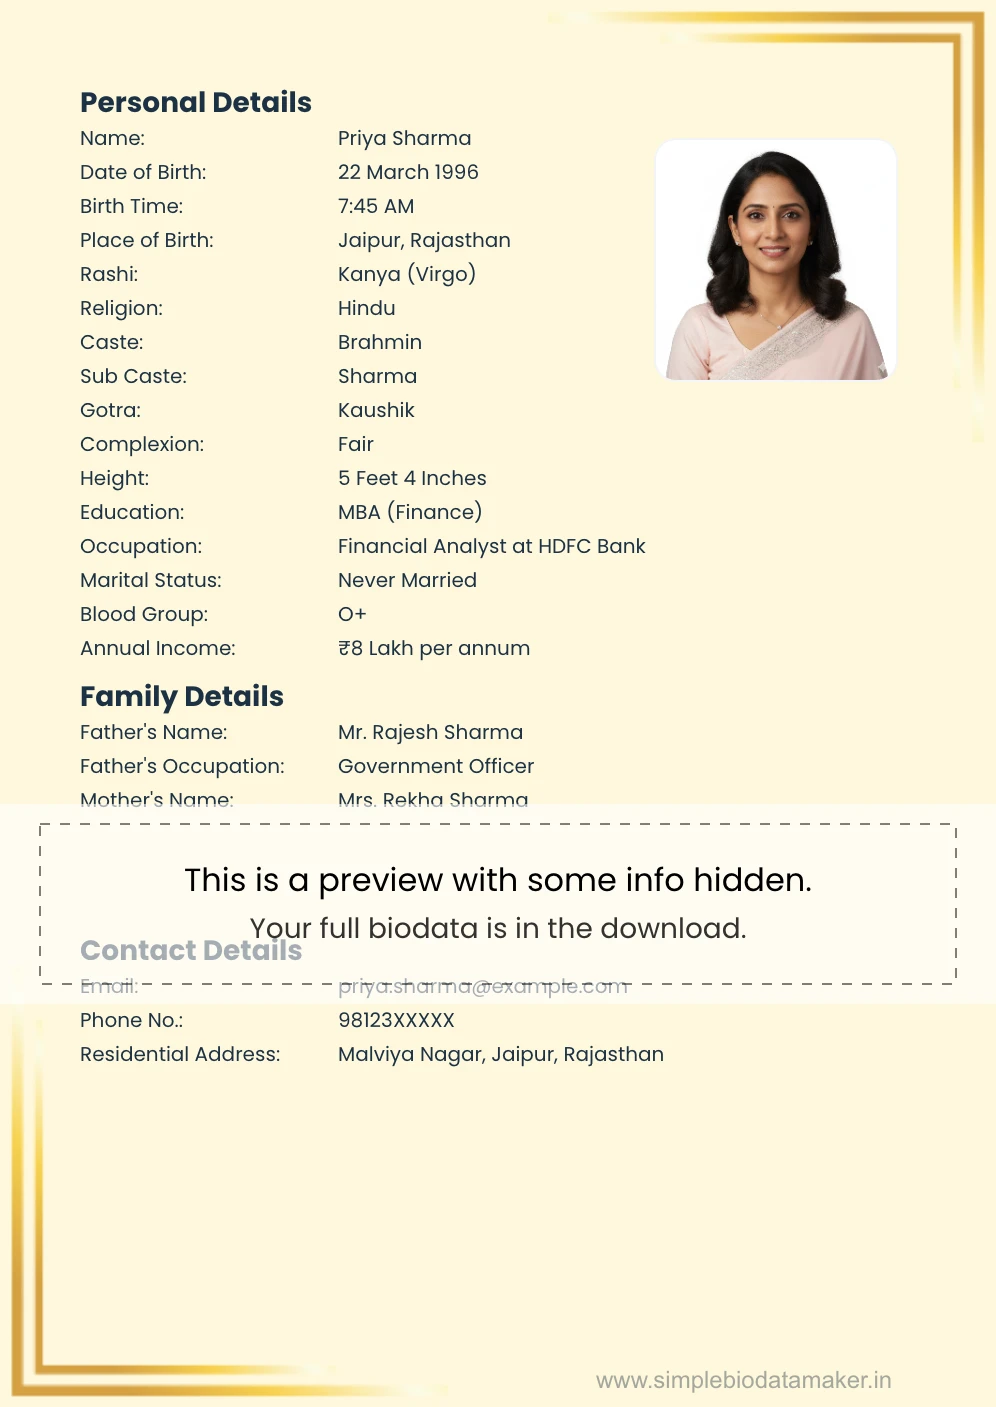 Personal Details
Name: Priya Sharma
Date of Birth: 22 March 1996
Birth Time: 7:45 AM
Place of Birth: Jaipur, Rajasthan
Rashi: Kanya (Virgo)
Religion: Hindu
Caste: Brahmin
Sub Caste: Sharma
Gotra: Kaushik
Complexion: Fair
Height: 5 Feet 4 Inches
Education: MBA (Finance)
Occupation: Financial Analyst at HDFC Bank
Marital Status: Never Married
Blood Group: O+
Annual Income: ₹8 Lakh per annum
Family Details
Father's Name: Mr. Rajesh Sharma
Father's Occupation: Government Officer
Mother's Name: Mrs. Rekha Sharma
This is a preview with some info hidden.
Your full biodata is in the download.
Contact Details
Email: priya.sharma@example.com
Phone No.: 98123XXXXX
Residential Address: Malviya Nagar, Jaipur, Rajasthan
www.simplebiodatamaker.in